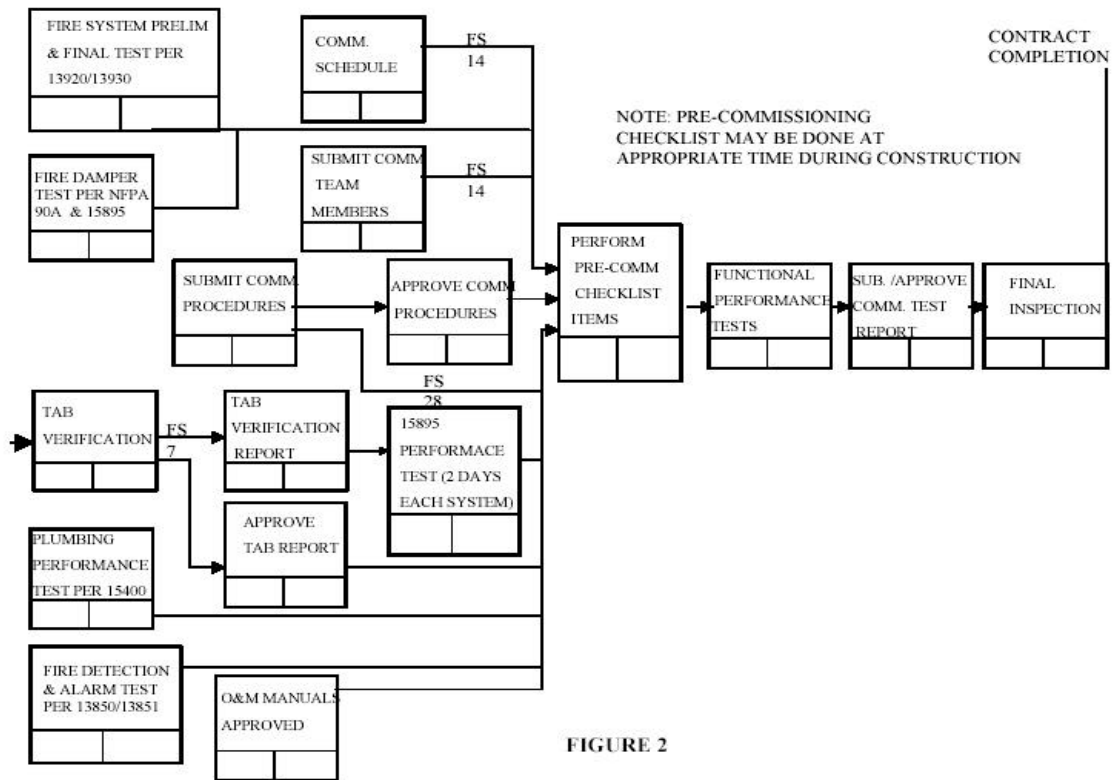 FIRE SYSTEM PRELIM
& FINAL TEST PER
13920/13930
COMM.
SCHEDULE
FS
14
CONTRACT
COMPLETION
NOTE: PRE-COMMISSIONING
CHECKLIST MAY BE DONE AT
APPROPRIATE TIME DURING CONSTRUCTION
FIRE DAMPER
TEST PER NFPA
90A & 15895
SUBMIT COMM.
TEAM
MEMBERS
FS
14
SUBMIT COMM.
PROCEDURES
APPROVE COMM
PROCEDURES
PERFORM
PRE-COMM
CHECKLIST
ITEMS
FUNCTIONAL
PERFORMANCE
TESTS
SUB. /APPROVE
COMM. TEST
REPORT
FINAL
INSPECTION
FS
28
TAB
VERIFICATION
FS
7
TAB
VERIFICATION
REPORT
15895
PERFORMACE
TEST (2 DAYS
EACH SYSTEM)
APPROVE
TAB REPORT
PLUMBING
PERFORMANCE
TEST PER 15400
FIRE DETECTION
& ALARM TEST
PER 13850/13851
O&M MANUALS
APPROVED
FIGURE 2